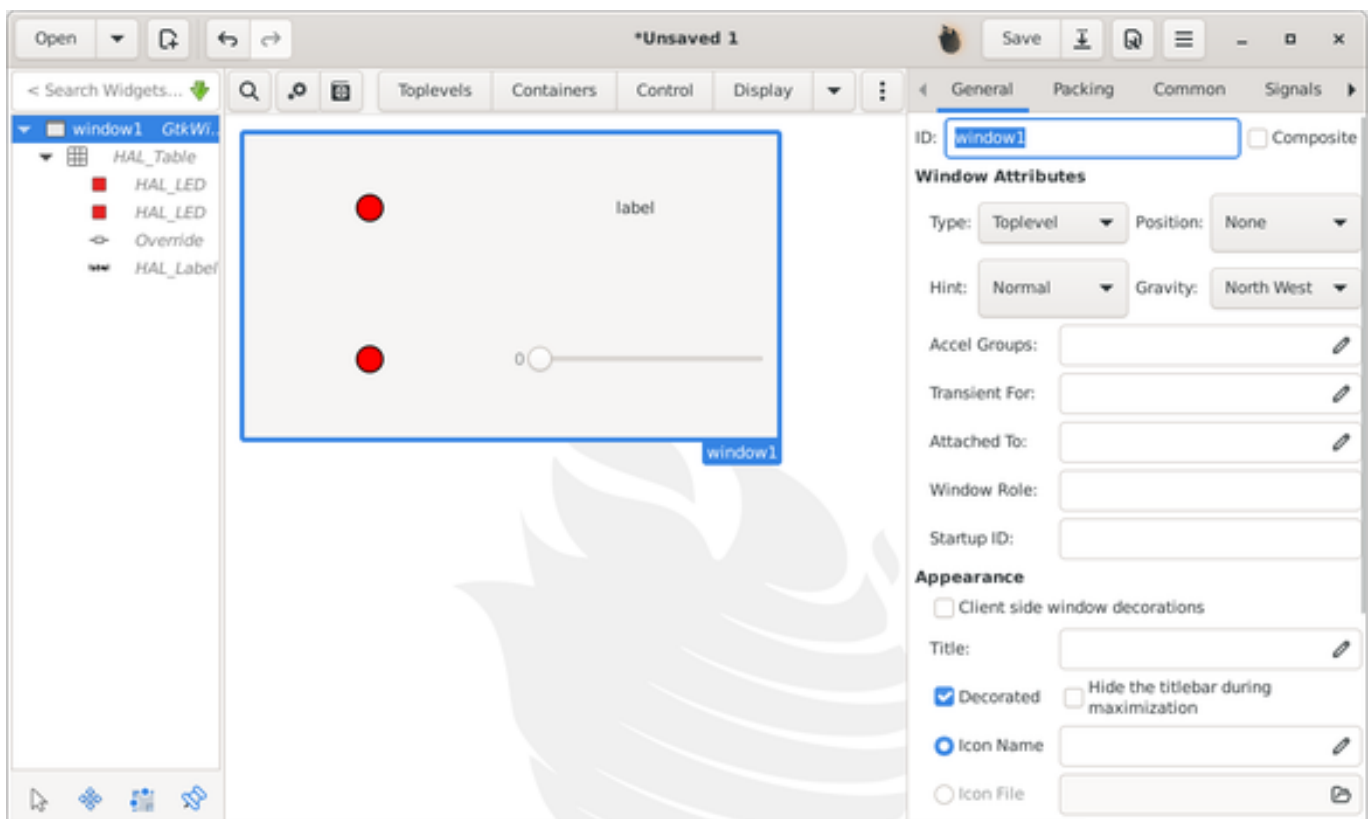 Open
*Unsaved 1
Save
< Search Widgets...
Toplevels Containers Control Display
General Packing Common Signals
window1 GtkWi..
HAL_Table
HAL_LED
HAL_LED
Override
HAL_Label
label
0
window1
ID: window1 Composite
Window Attributes
Type: Toplevel Position: None
Hint: Normal Gravity: North West
Accel Groups:
Transient For:
Attached To:
Window Role:
Startup ID:
Appearance
Client side window decorations
Title:
Decorated Hide the titlebar during
maximization
Icon Name
Icon File